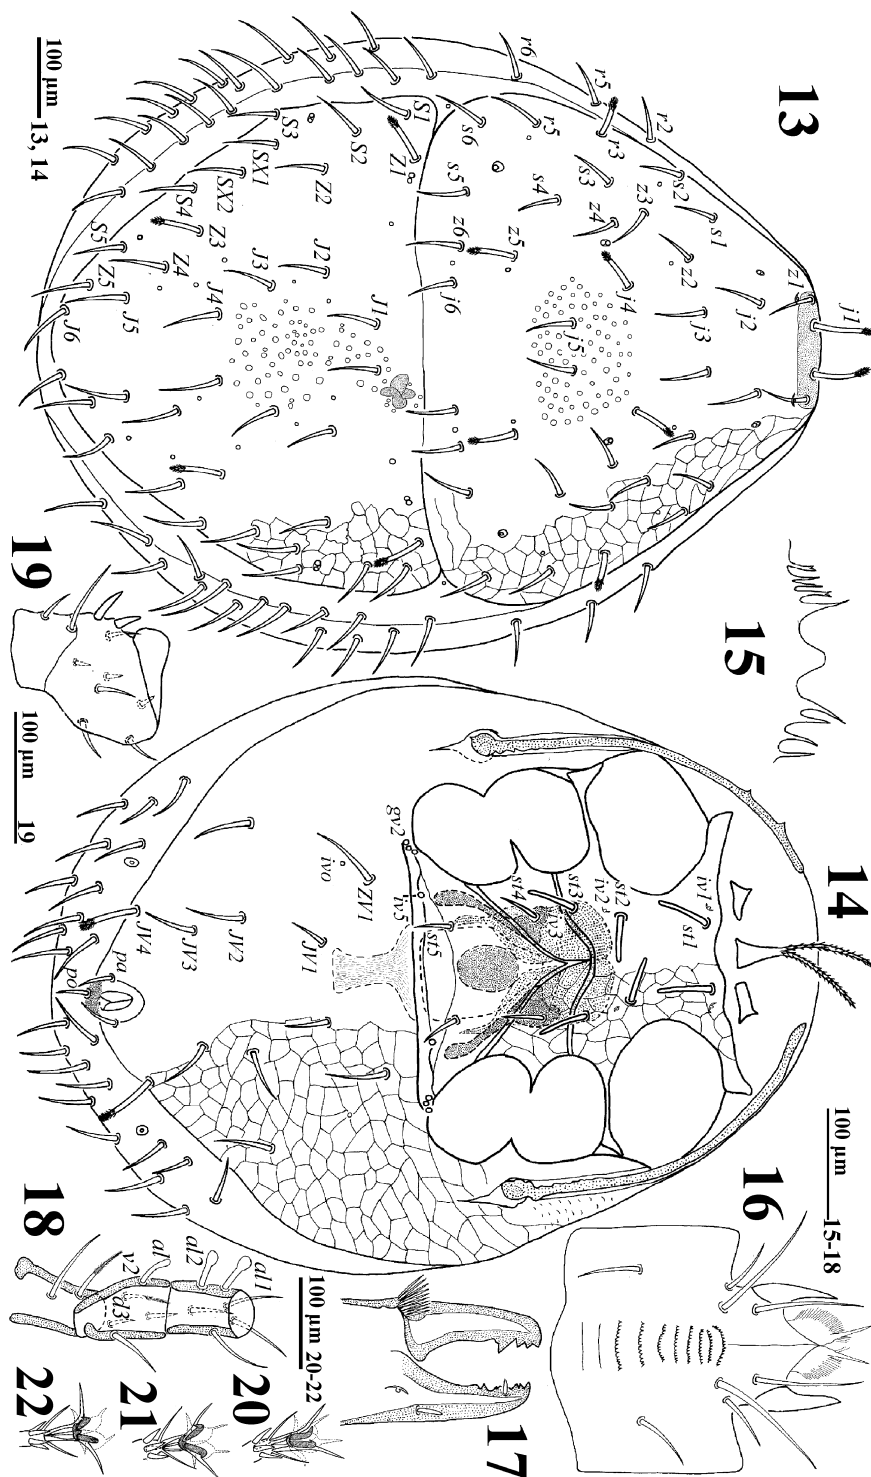 13
100 µm
13, 14
r6
r5
r2
r3
r5
s6
S1
s2
s3
s1
z3
s4
z4
s5
Z1
S2
S3
SX1
Z2
SX2
S4
z2
z5
z6
Z3
J2
J3
Z4
S5
Z5
z1
j1
j2
j3
j4
j5
j6
J1
J4
J5
J6
14
15
100 µm
15-18
iv1
st1
st2
iv2
st3
iv3
st4
gv2
iv5
st5
ivo
ZV1
JV1
JV2
JV3
JV4
pa
po
19
100 µm
19
16
17
18
al1
al2
al
v2
d3
100 µm
20-22
20
21
22